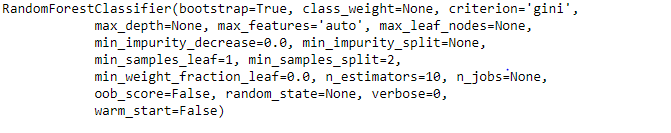 RandomForestClassifier(bootstrap=True, class_weight=None, criterion='gini',
max_depth=None, max_features='auto', max_leaf_nodes=None,
min_impurity_decrease=0.0, min_impurity_split=None,
min_samples_leaf=1, min_samples_split=2,
min_weight_fraction_leaf=0.0, n_estimators=10, n_jobs=None,
oob_score=False, random_state=None, verbose=0,
warm_start=False)